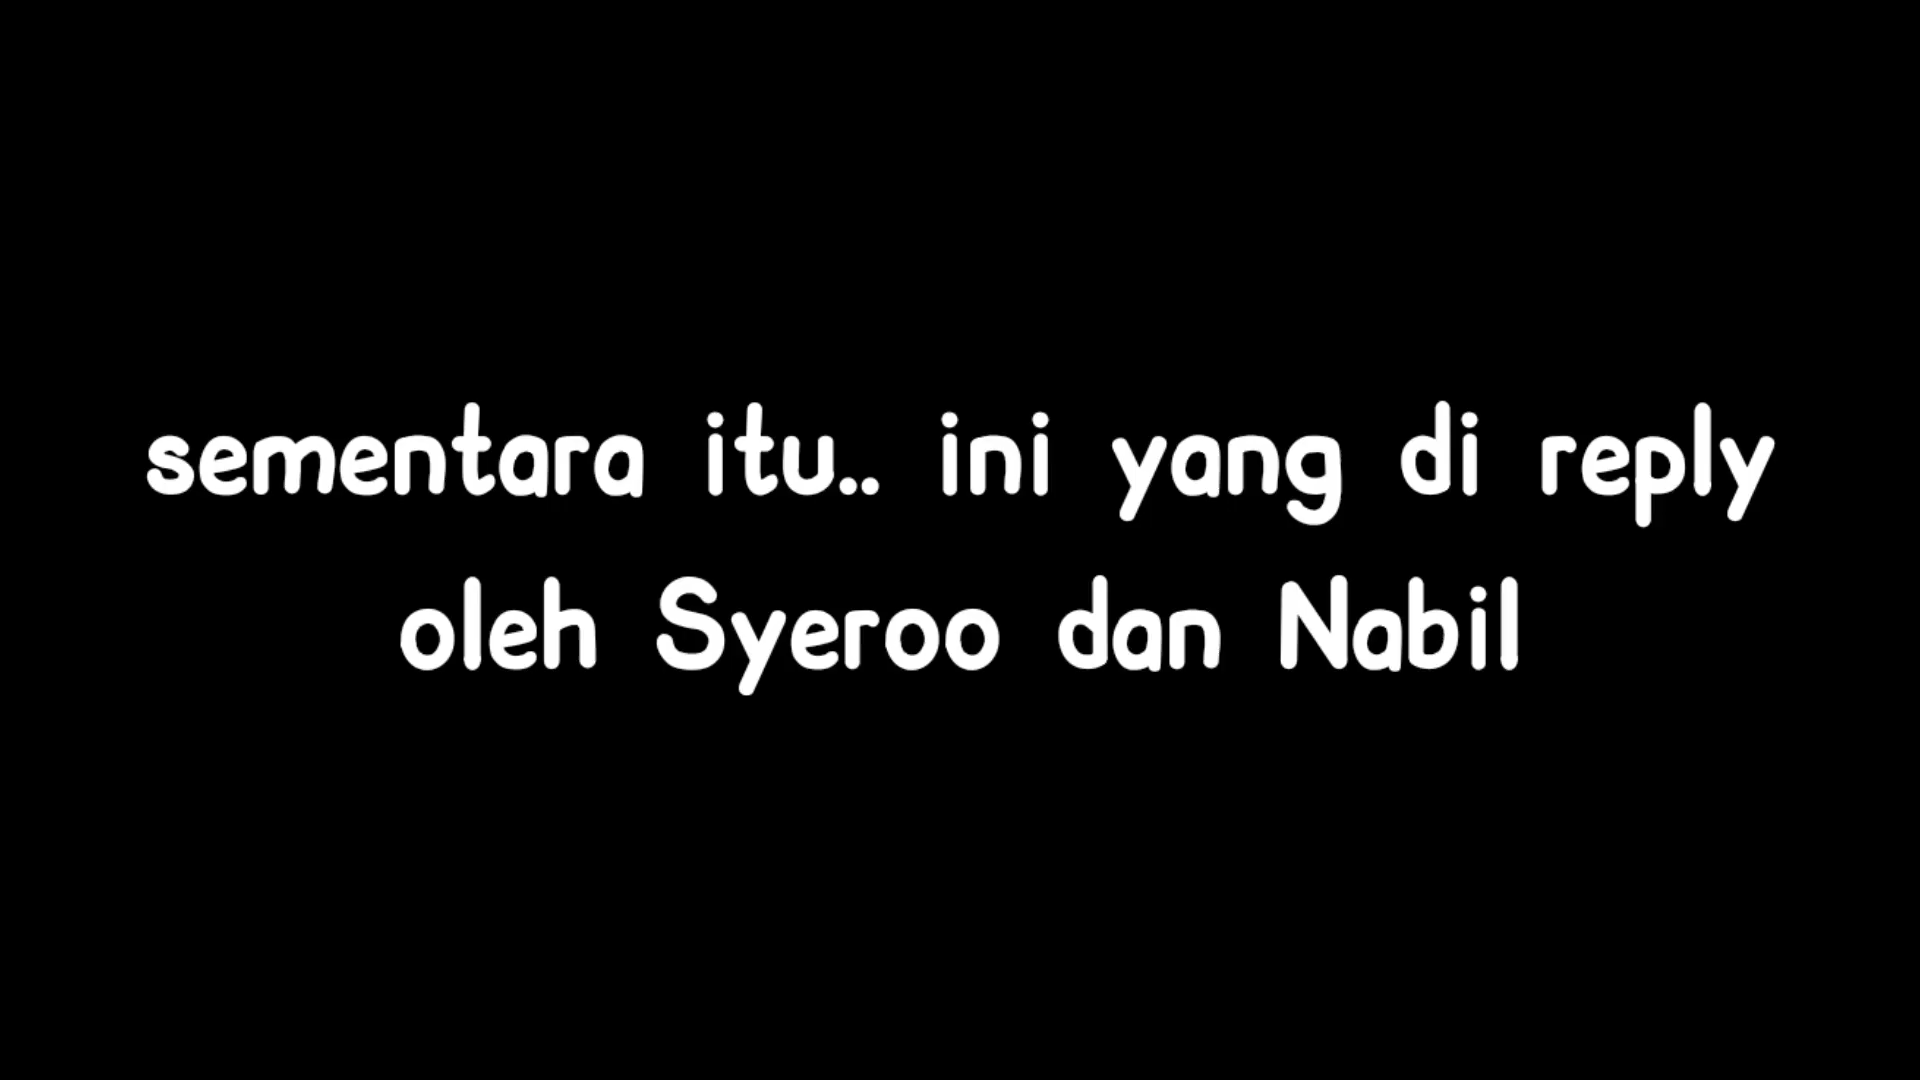 sementara itu.. ini yang di reply
oleh Syeroo dan Nabil